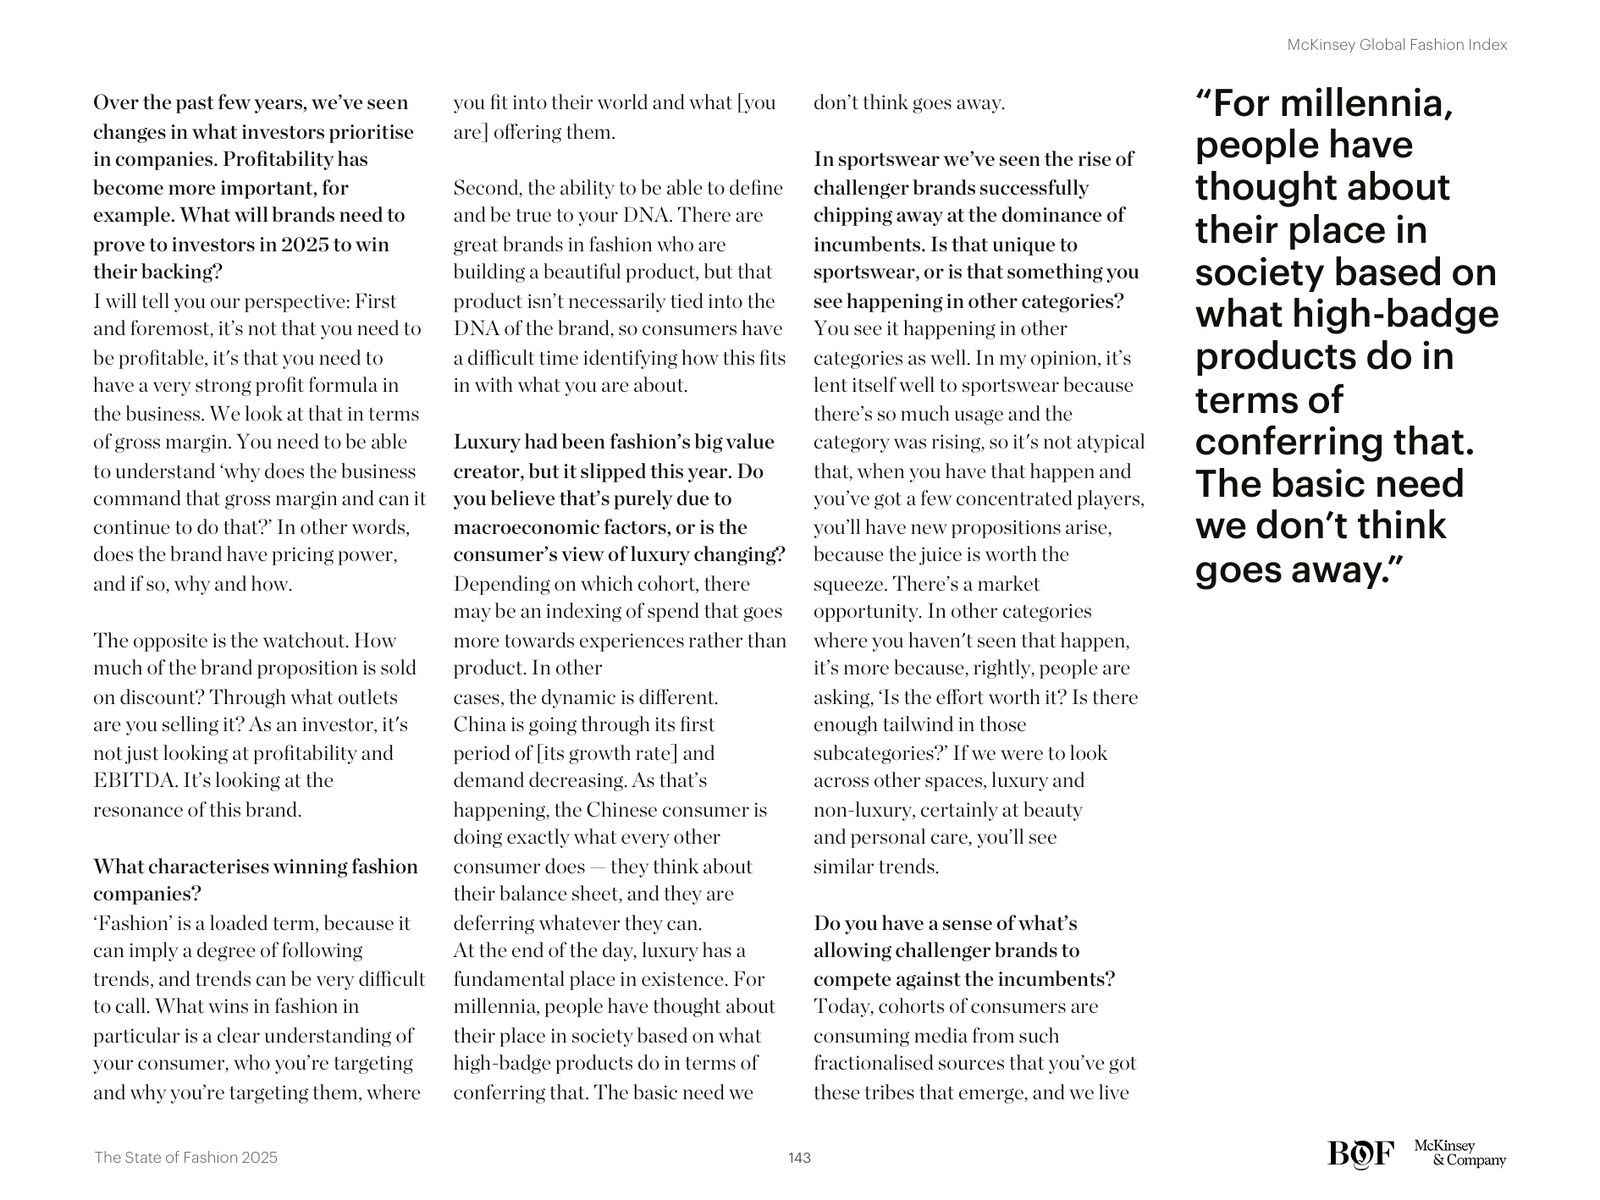 McKinsey Global Fashion Index
Over the past few years, we’ve seen
changes in what investors prioritise
in companies. Profitability has
become more important, for
example. What will brands need to
prove to investors in 2025 to win
their backing?
I will tell you our perspective: First
and foremost, it’s not that you need to
be profitable, it's that you need to
have a very strong profit formula in
the business. We look at that in terms
of gross margin. You need to be able
to understand ‘why does the business
command that gross margin and can it
continue to do that?’ In other words,
does the brand have pricing power,
and if so, why and how.
The opposite is the watchout. How
much of the brand proposition is sold
on discount? Through what outlets
are you selling it? As an investor, it's
not just looking at profitability and
EBITDA. It’s looking at the
resonance of this brand.
What characterises winning fashion
companies?
‘Fashion’ is a loaded term, because it
can imply a degree of following
trends, and trends can be very difficult
to call. What wins in fashion in
particular is a clear understanding of
your consumer, who you’re targeting
and why you’re targeting them, where
you fit into their world and what [you
are] offering them.
Second, the ability to be able to define
and be true to your DNA. There are
great brands in fashion who are
building a beautiful product, but that
product isn’t necessarily tied into the
DNA of the brand, so consumers have
a difficult time identifying how this fits
in with what you are about.
Luxury had been fashion’s big value
creator, but it slipped this year. Do
you believe that’s purely due to
macroeconomic factors, or is the
consumer’s view of luxury changing?
Depending on which cohort, there
may be an indexing of spend that goes
more towards experiences rather than
product. In other
cases, the dynamic is different.
China is going through its first
period of [its growth rate] and
demand decreasing. As that’s
happening, the Chinese consumer is
doing exactly what every other
consumer does — they think about
their balance sheet, and they are
deferring whatever they can.
At the end of the day, luxury has a
fundamental place in existence. For
millennia, people have thought about
their place in society based on what
high-badge products do in terms of
conferring that. The basic need we
don’t think goes away.
In sportswear we’ve seen the rise of
challenger brands successfully
chipping away at the dominance of
incumbents. Is that unique to
sportswear, or is that something you
see happening in other categories?
You see it happening in other
categories as well. In my opinion, it’s
lent itself well to sportswear because
there’s so much usage and the
category was rising, so it's not atypical
that, when you have that happen and
you’ve got a few concentrated players,
you’ll have new propositions arise,
because the juice is worth the
squeeze. There’s a market
opportunity. In other categories
where you haven't seen that happen,
it’s more because, rightly, people are
asking, ‘Is the effort worth it? Is there
enough tailwind in those
subcategories?’ If we were to look
across other spaces, luxury and
non-luxury, certainly at beauty
and personal care, you’ll see
similar trends.
Do you have a sense of what’s
allowing challenger brands to
compete against the incumbents?
Today, cohorts of consumers are
consuming media from such
fractionalised sources that you’ve got
these tribes that emerge, and we live
“For millennia,
people have
thought about
their place in
society based on
what high-badge
products do in
terms of
conferring that.
The basic need
we don’t think
goes away.”
The State of Fashion 2025
143
BOF
McKinsey
& Company